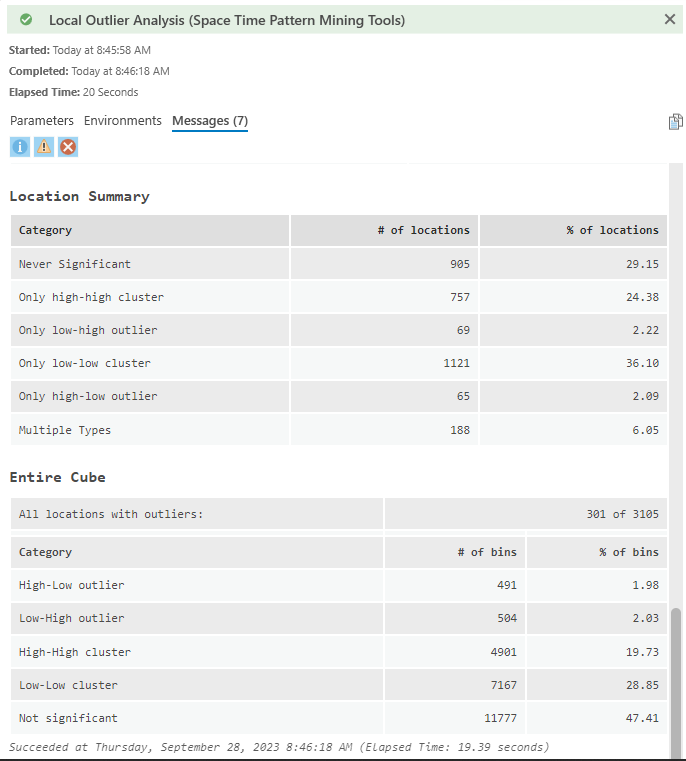 Local Outlier Analysis (Space Time Pattern Mining Tools)
Started: Today at 8:45:58 AM
Completed: Today at 8:46:18 AM
Elapsed Time: 20 Seconds
Parameters Environments Messages (7)
Location Summary
Category # of locations % of locations
Never Significant 905 29.15
Only high-high cluster 757 24.38
Only low-high outlier 69 2.22
Only low-low cluster 1121 36.10
Only high-low outlier 65 2.09
Multiple Types 188 6.05
Entire Cube
All locations with outliers: 301 of 3105
Category # of bins % of bins
High-Low outlier 491 1.98
Low-High outlier 504 2.03
High-High cluster 4901 19.73
Low-Low cluster 7167 28.85
Not significant 11777 47.41
Succeeded at Thursday, September 28, 2023 8:46:18 AM (Elapsed Time: 19.39 seconds)